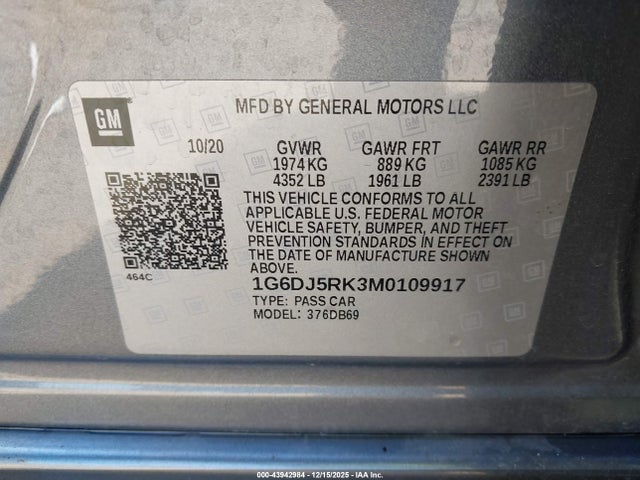 GM
MFD BY GENERAL MOTORS LLC
10/20 GVWR GAWR FRT GAWR RR
1974 KG 889 KG 1085 KG
4352 LB 1961 LB 2391 LB
THIS VEHICLE CONFORMS TO ALL
APPLICABLE U.S. FEDERAL MOTOR
VEHICLE SAFETY, BUMPER, AND THEFT
PREVENTION STANDARDS IN EFFECT ON
THE DATE OF MANUFACTURE SHOWN
ABOVE.
464C
1G6DJ5RK3M0109917
TYPE: PASS CAR
MODEL: 376DB69
000-43942984 - 12/15/2025 - IAA Inc.